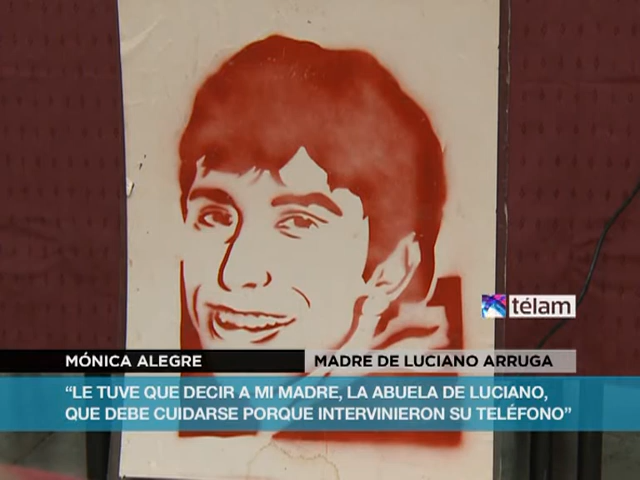 télam
MÓNICA ALEGRE
MADRE DE LUCIANO ARRUGA
“LE TUVE QUE DECIR A MI MADRE, LA ABUELA DE LUCIANO,
QUE DEBE CUIDARSE PORQUE INTERVINIERON SU TELÉFONO”